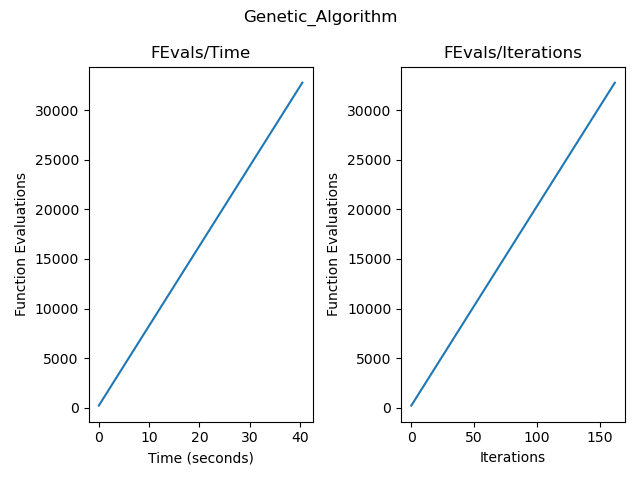 Genetic_Algorithm
FEvals/Time
Function Evaluations
30000
25000
20000
15000
10000
5000
0
0 10 20 30 40
Time (seconds)
FEvals/Iterations
Function Evaluations
30000
25000
20000
15000
10000
5000
0
0 50 100 150
Iterations